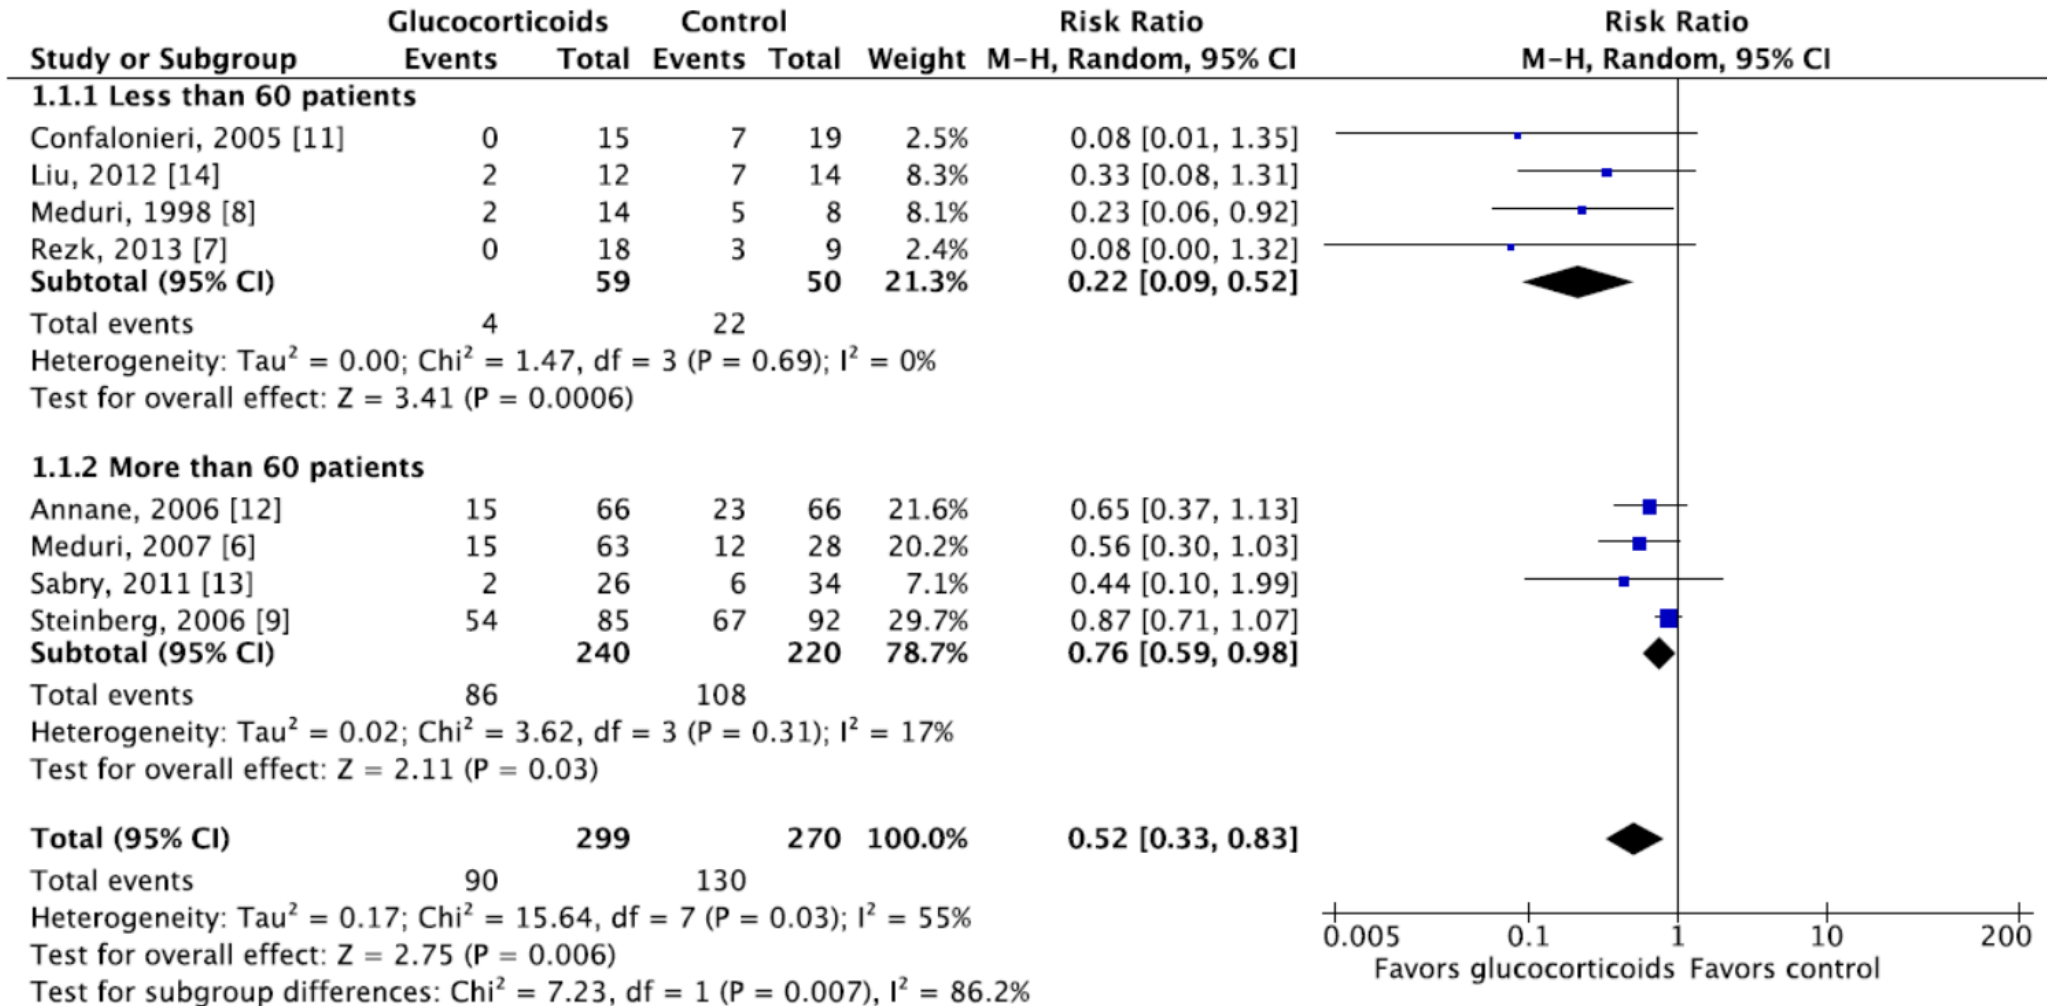 Glucocorticoids Control Risk Ratio Risk Ratio
Study or Subgroup Events Total Events Total Weight M-H, Random, 95% CI M-H, Random, 95% CI
1.1.1 Less than 60 patients
Confalonieri, 2005 [11] 0 15 7 19 2.5% 0.08 [0.01, 1.35]
Liu, 2012 [14] 2 12 7 14 8.3% 0.33 [0.08, 1.31]
Meduri, 1998 [8] 2 14 5 8 8.1% 0.23 [0.06, 0.92]
Rezk, 2013 [7] 0 18 3 9 2.4% 0.08 [0.00, 1.32]
Subtotal (95% CI) 59 50 21.3% 0.22 [0.09, 0.52]
Total events 4 22
Heterogeneity: Tau² = 0.00; Chi² = 1.47, df = 3 (P = 0.69); I² = 0%
Test for overall effect: Z = 3.41 (P = 0.0006)
1.1.2 More than 60 patients
Annane, 2006 [12] 15 66 23 66 21.6% 0.65 [0.37, 1.13]
Meduri, 2007 [6] 15 63 12 28 20.2% 0.56 [0.30, 1.03]
Sabry, 2011 [13] 2 26 6 34 7.1% 0.44 [0.10, 1.99]
Steinberg, 2006 [9] 54 85 67 92 29.7% 0.87 [0.71, 1.07]
Subtotal (95% CI) 240 220 78.7% 0.76 [0.59, 0.98]
Total events 86 108
Heterogeneity: Tau² = 0.02; Chi² = 3.62, df = 3 (P = 0.31); I² = 17%
Test for overall effect: Z = 2.11 (P = 0.03)
Total (95% CI) 299 270 100.0% 0.52 [0.33, 0.83]
Total events 90 130
Heterogeneity: Tau² = 0.17; Chi² = 15.64, df = 7 (P = 0.03); I² = 55%
Test for overall effect: Z = 2.75 (P = 0.006)
Test for subgroup differences: Chi² = 7.23, df = 1 (P = 0.007), I² = 86.2%
0.005 0.1 1 10 200
Favors glucocorticoids Favors control